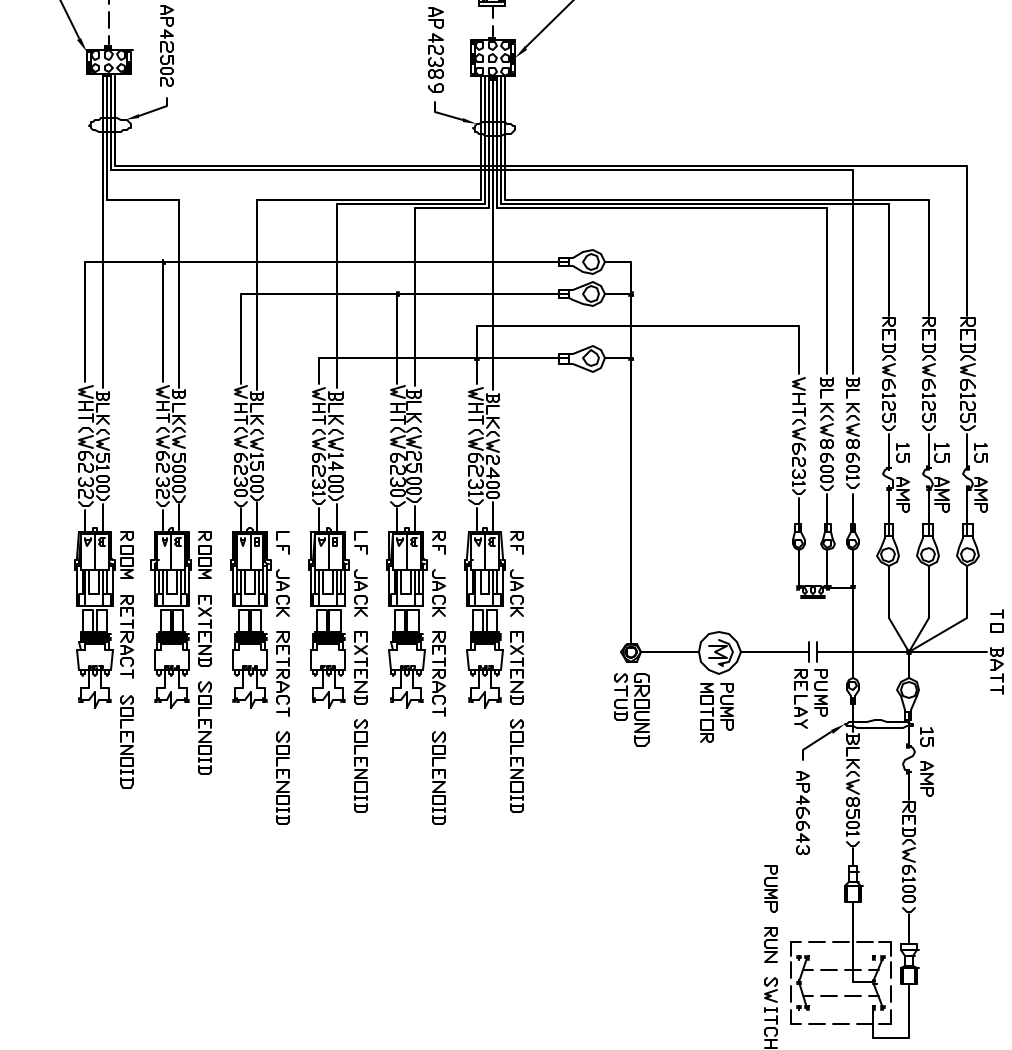 AP42502
AP42389
RED(W6125)
RED(W6125)
RED(W6125)
15 AMP
15 AMP
15 AMP
BLK(W8601)
BLK(W8600)
WHT(W6231)
BLK(W2400
WHT(W6231)
BLK(W2500)
WHT(W6230)
BLK(W1400)
WHT(W6231)
BLK(W1500)
WHT(W6230)
BLK(W5000)
WHT(W6232)
BLK(W5100)
WHT(W6232)
B
A
B
A
B
A
B
A
B
A
B
A
RF JACK EXTEND SOLENOID
RF JACK RETRACT SOLENOID
LF JACK EXTEND SOLENOID
LF JACK RETRACT SOLENOID
ROOM EXTEND SOLENOID
ROOM RETRACT SOLENOID
TO BATT
PUMP
RELAY
M
PUMP
MOTOR
GROUND
STUD
15 AMP
RED(W6100)
BLK(W8501)
AP46643
PUMP RUN SWITCH